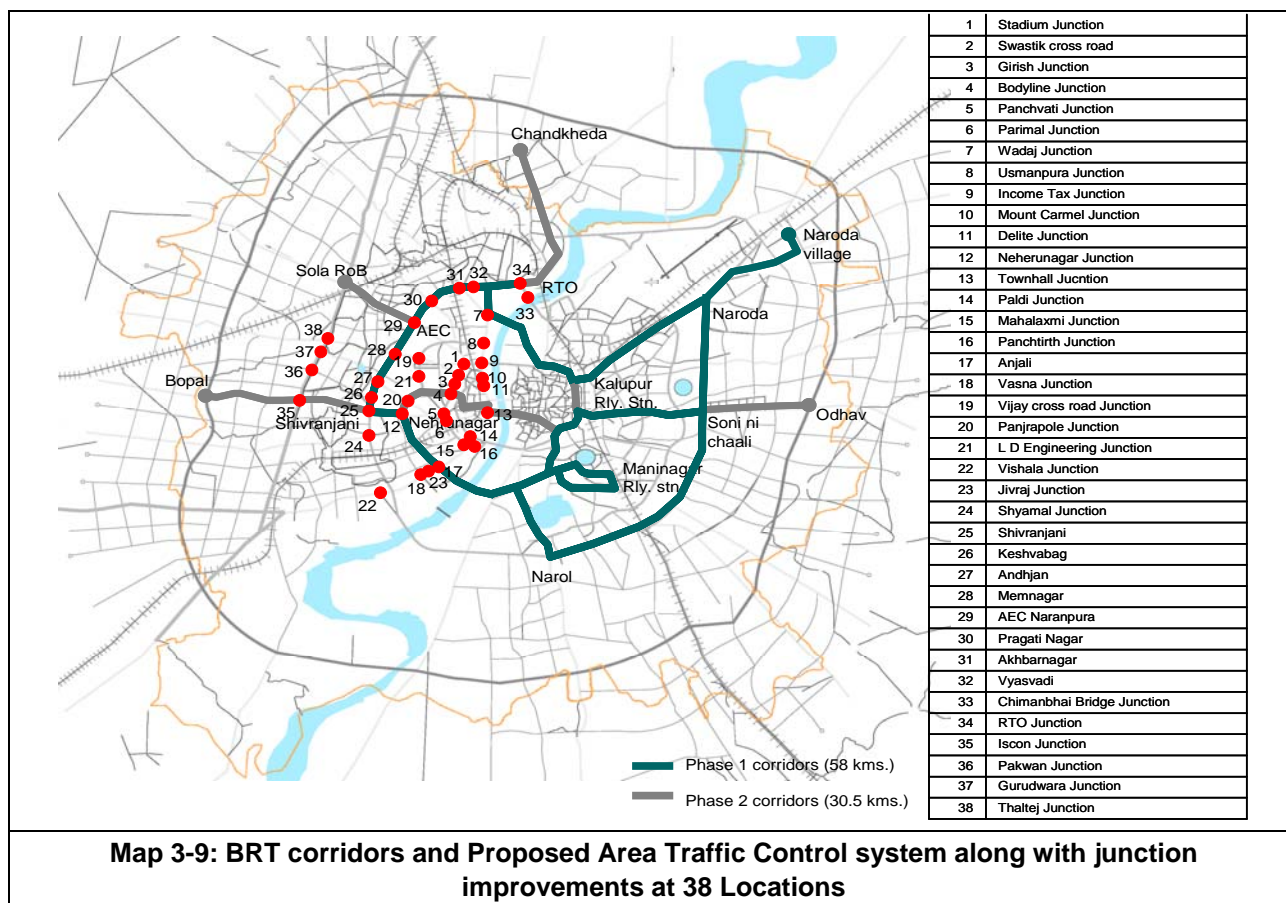 Chandkheda
Naroda
village
Sola RoB
34
31 32
RTO
30
33
29
7
Naroda
AEC
38
28
8
37
19
1
36
2
9
27
21
3
10
Bopal
26
4
11
Kalupur
20
Rly. Stn.
35
25
5
13
Shivranjani
12
Nehrunagar
Soni ni
chaali
Odhav
6
14
24
15
16
Maninagar
Rly. stn
17
18
23
22
Narol
Phase 1 corridors (58 kms.)
Phase 2 corridors (30.5 kms.)
1 Stadium Junction
2 Swastik cross road
3 Girish Junction
4 Bodyline Junction
5 Panchvati Junction
6 Parimal Junction
7 Wadaj Junction
8 Usmanpura Junction
9 Income Tax Junction
10 Mount Carmel Junction
11 Delite Junction
12 Neherunagar Junction
13 Townhall Jucntion
14 Paldi Junction
15 Mahalaxmi Junction
16 Panchtirth Junction
17 Anjali
18 Vasna Junction
19 Vijay cross road Junction
20 Panjrapole Junction
21 L D Engineering Junction
22 Vishala Junction
23 Jivraj Junction
24 Shyamal Junction
25 Shivranjani
26 Keshvabag
27 Andhjan
28 Memnagar
29 AEC Naranpura
30 Pragati Nagar
31 Akhbarnagar
32 Vyasvadi
33 Chimanbhai Bridge Junction
34 RTO Junction
35 Iscon Junction
36 Pakwan Junction
37 Gurudwara Junction
38 Thaltej Junction
Map 3-9: BRT corridors and Proposed Area Traffic Control system along with junction
improvements at 38 Locations